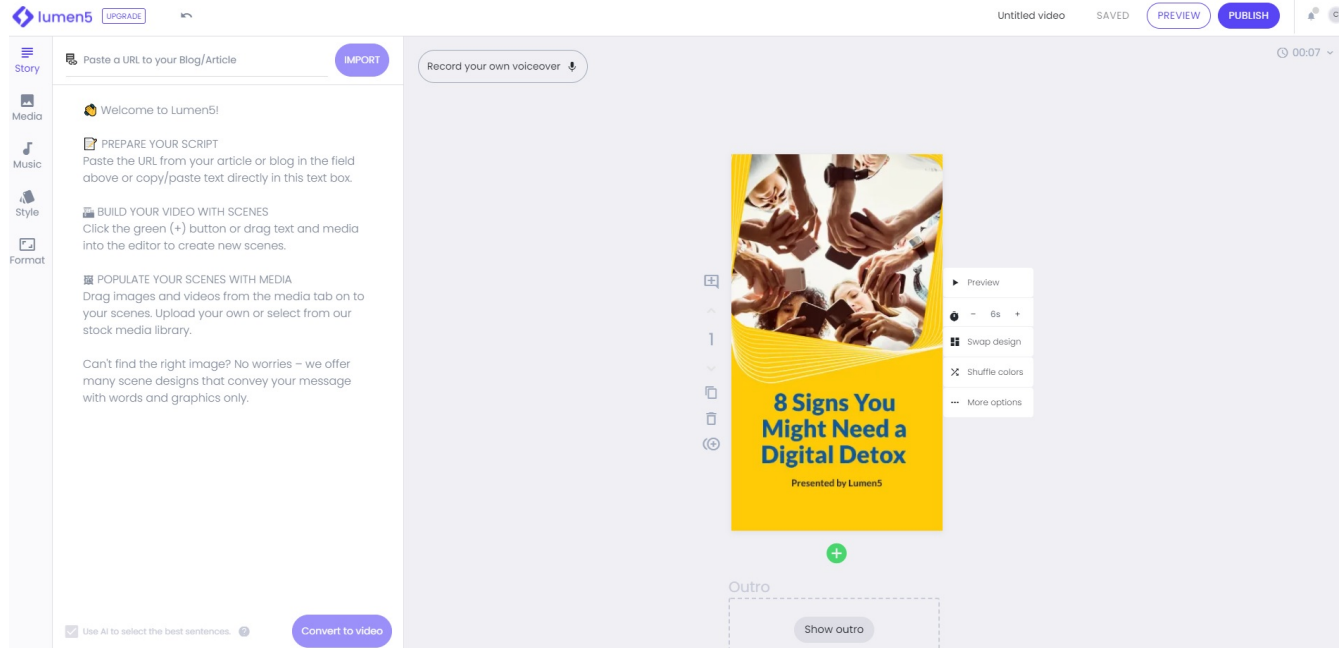 lumen5 UPGRADE
Untitled video SAVED PREVIEW PUBLISH
Story
Media
Music
Style
Format
Paste a URL to your Blog/Article IMPORT
Welcome to Lumen5!
PREPARE YOUR SCRIPT
Paste the URL from your article or blog in the field
above or copy/paste text directly in this text box.
BUILD YOUR VIDEO WITH SCENES
Click the green (+) button or drag text and media
into the editor to create new scenes.
POPULATE YOUR SCENES WITH MEDIA
Drag images and videos from the media tab on to
your scenes. Upload your own or select from our
stock media library.
Can't find the right image? No worries – we offer
many scene designs that convey your message
with words and graphics only.
Use AI to select the best sentences. ?
Convert to video
Record your own voiceover
00:07
1
8 Signs You
Might Need a
Digital Detox
Presented by Lumen5
Preview
- 6s +
Swap design
Shuffle colors
More options
Outro
Show outro